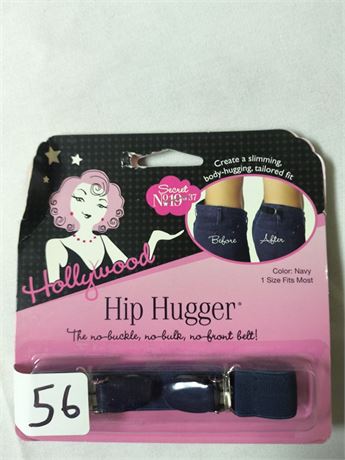 Create a slimming,
body-hugging, tailored fit
Secret
No 19 of 37
Before
After
Color: Navy
1 Size Fits Most
Hollywood
Hip Hugger®
The no-buckle, no-bulk, no-front belt!
56